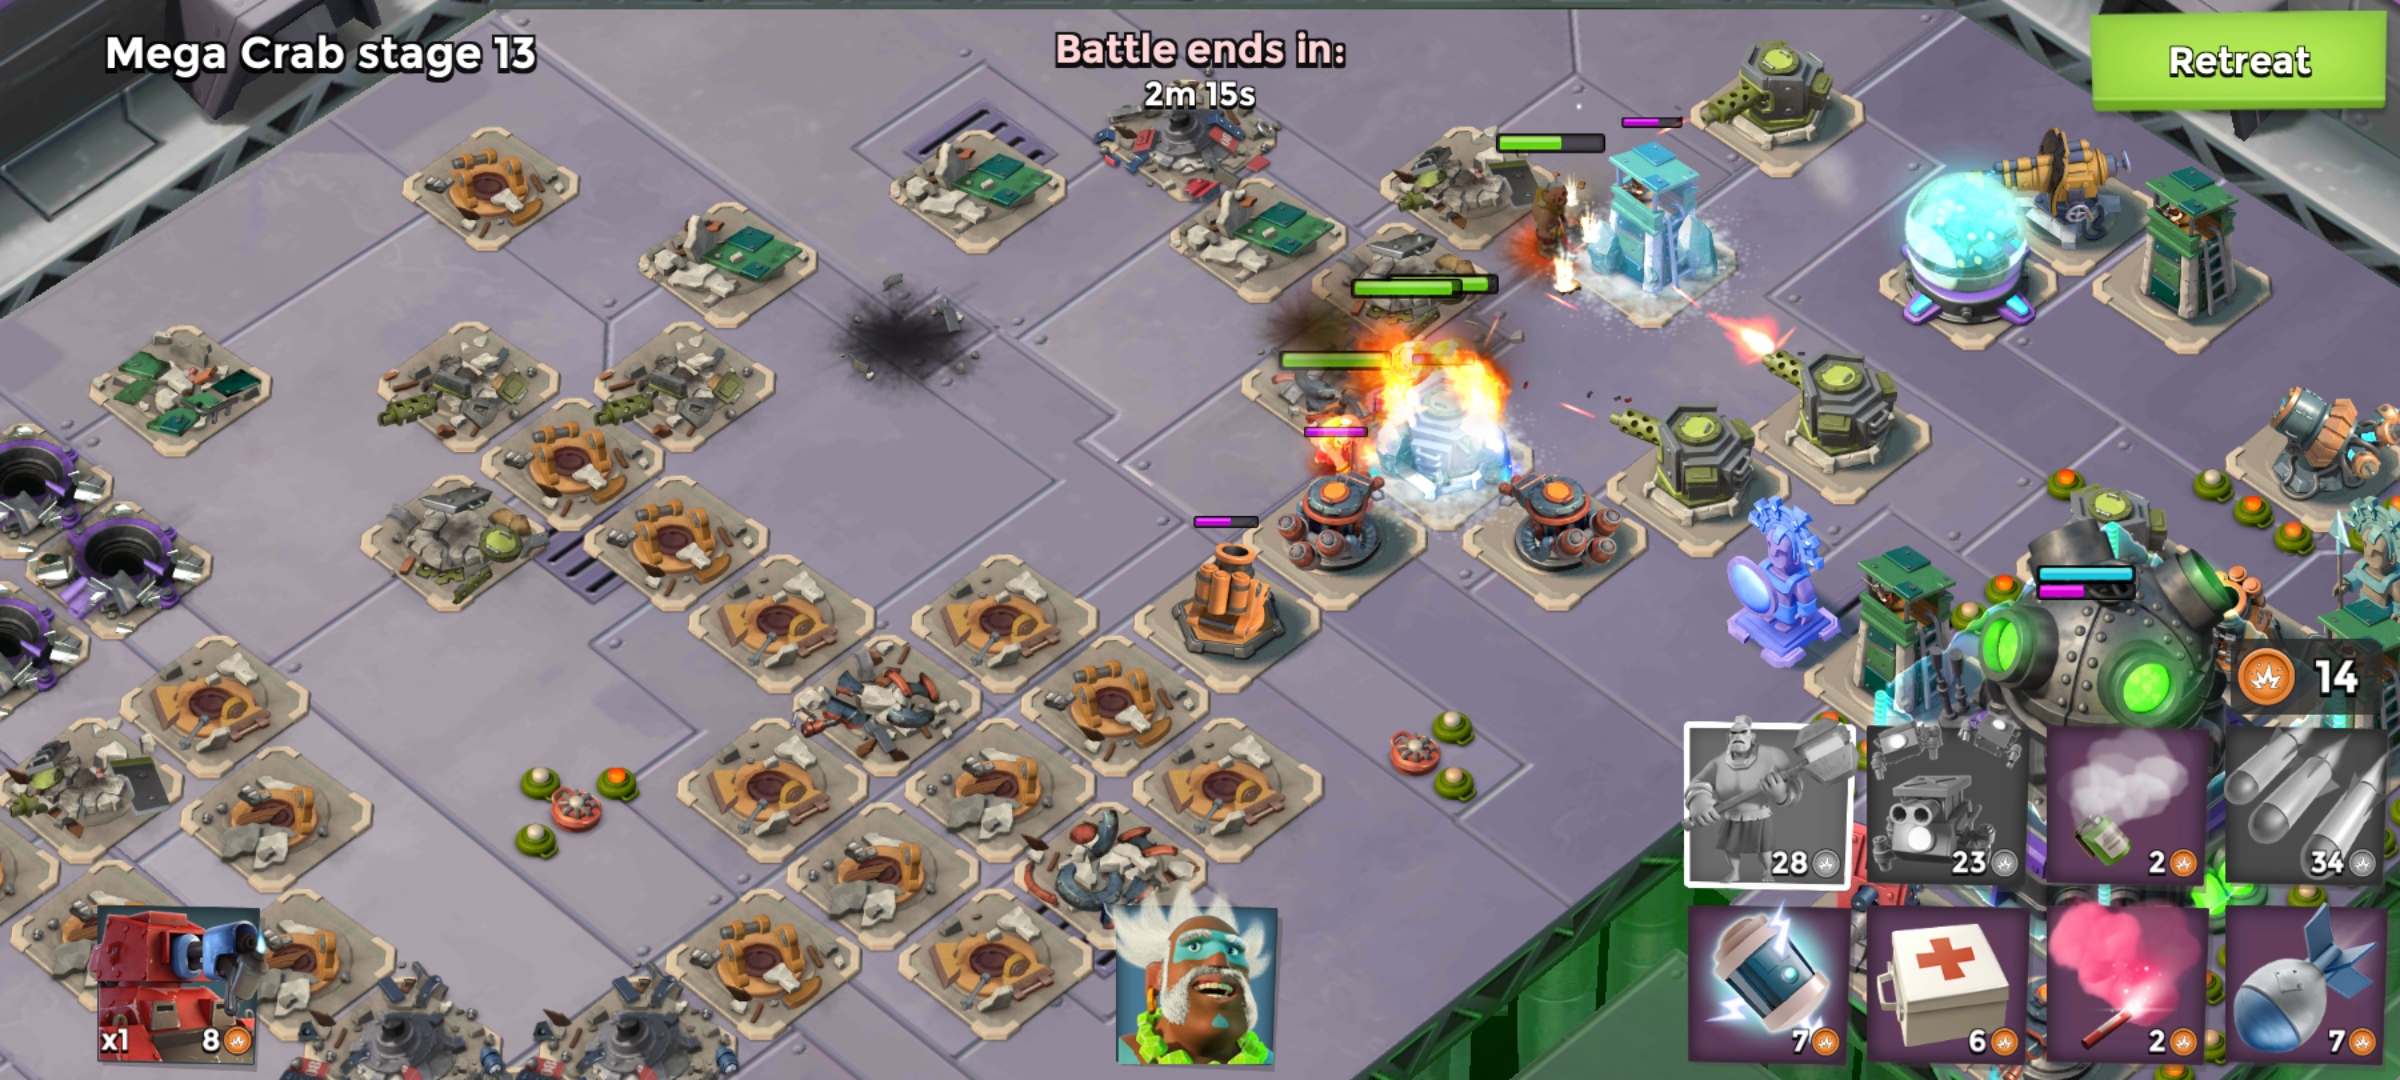 Mega Crab stage 13
Battle ends in:
2m 15s
Retreat
14
28
23
2
34
x1
8
7
6
2
7